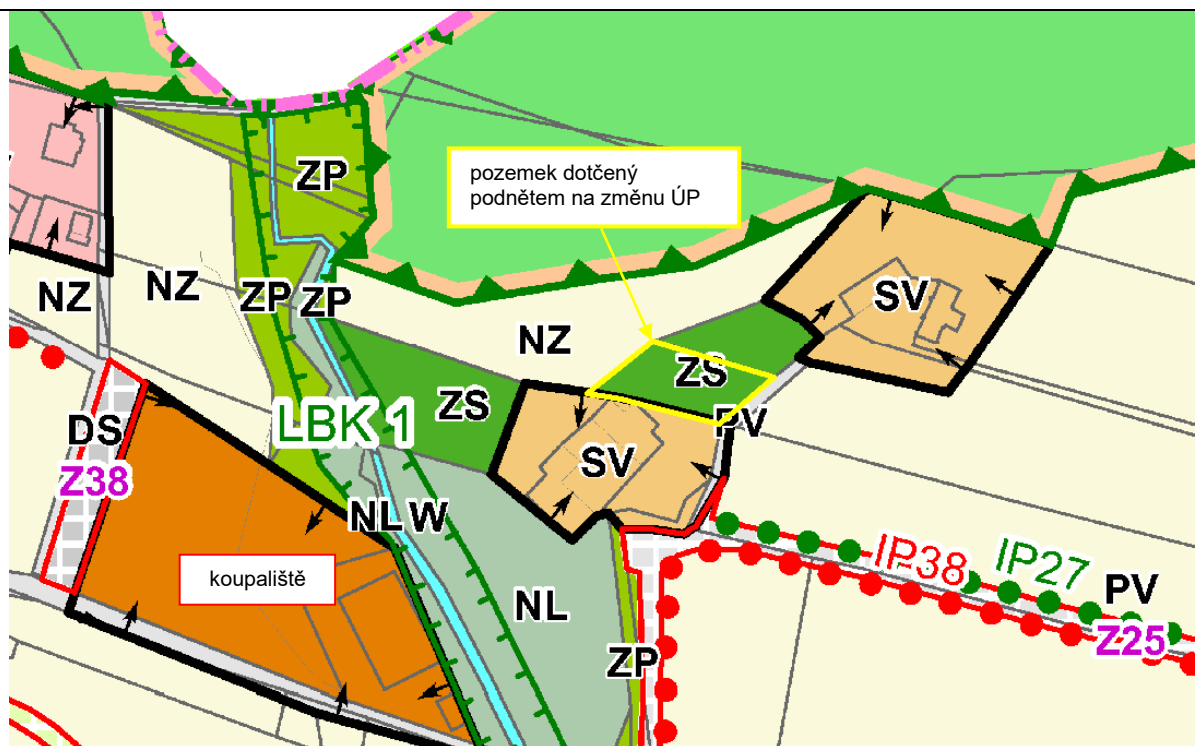 ZP
pozemek dotčený
podnětem na změnu ÚP
NZ
NZ
ZP
ZP
SV
NZ
ZS
ZS
PV
DS
LBK 1
Z38
SV
NL
W
koupaliště
IP38
IP27
NL
PV
ZP
Z25